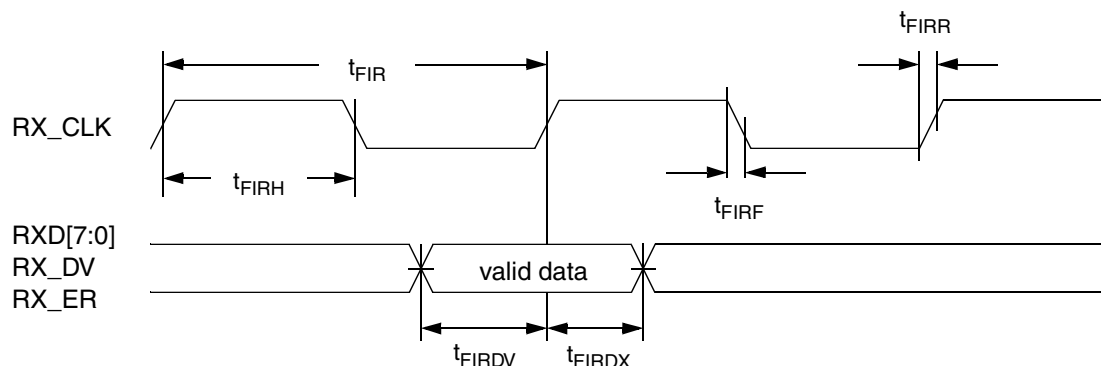 tFIRR
tFIR
RX_CLK
tFIRH
tFIRF
RXD[7:0]
RX_DV
valid data
RX_ER
tFIRDV
tFIRDX